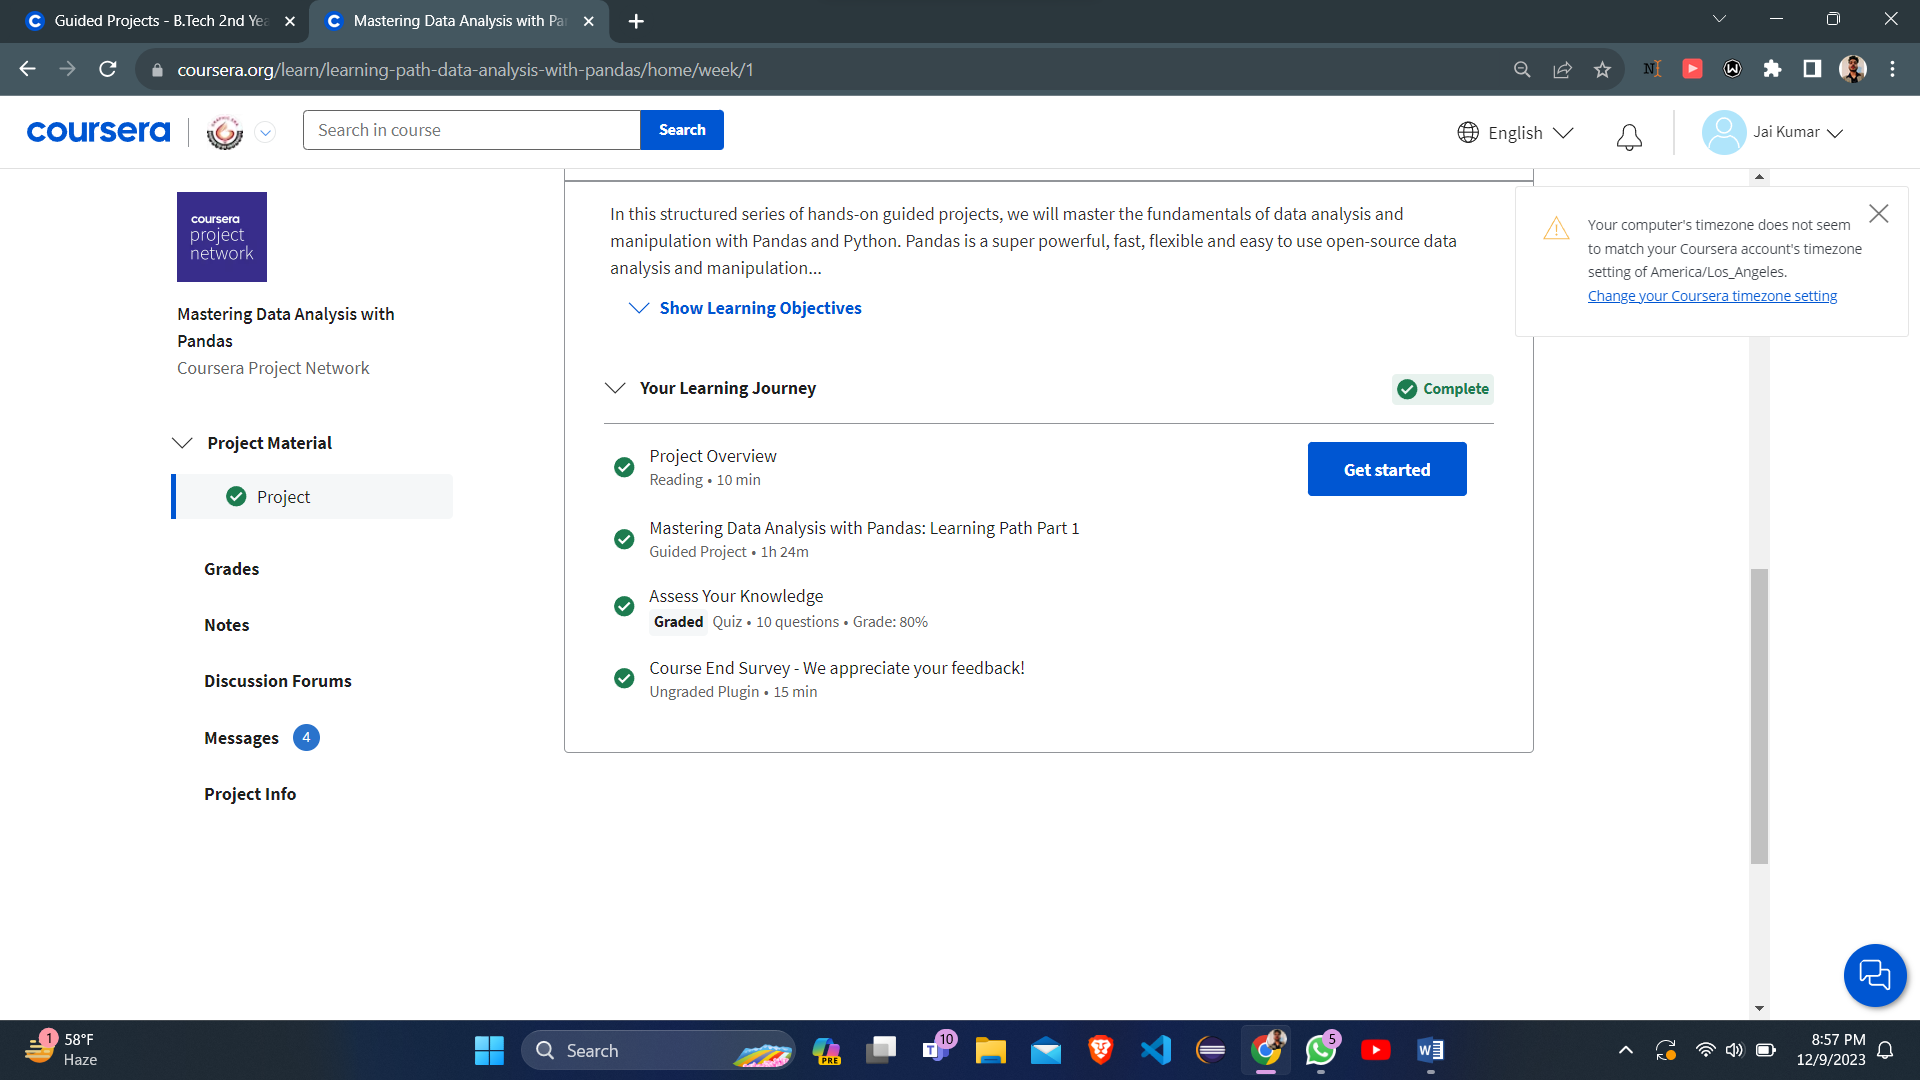 Guided Projects - B.Tech 2nd Yea
Mastering Data Analysis with Pan
coursera.org/learn/learning-path-data-analysis-with-pandas/home/week/1
coursera
Search in course
Search
English
Jai Kumar
coursera
project
network
Mastering Data Analysis with
Pandas
Coursera Project Network
Project Material
Project
Grades
Notes
Discussion Forums
Messages 4
Project Info
In this structured series of hands-on guided projects, we will master the fundamentals of data analysis and
manipulation with Pandas and Python. Pandas is a super powerful, fast, flexible and easy to use open-source data
analysis and manipulation...
Show Learning Objectives
Your Learning Journey
Complete
Project Overview
Reading • 10 min
Get started
Mastering Data Analysis with Pandas: Learning Path Part 1
Guided Project • 1h 24m
Assess Your Knowledge
Graded Quiz • 10 questions • Grade: 80%
Course End Survey - We appreciate your feedback!
Ungraded Plugin • 15 min
Your computer's timezone does not seem
to match your Coursera account's timezone
setting of America/Los_Angeles.
Change your Coursera timezone setting
1
58°F
Haze
Search
PRE
10
5
8:57 PM
12/9/2023